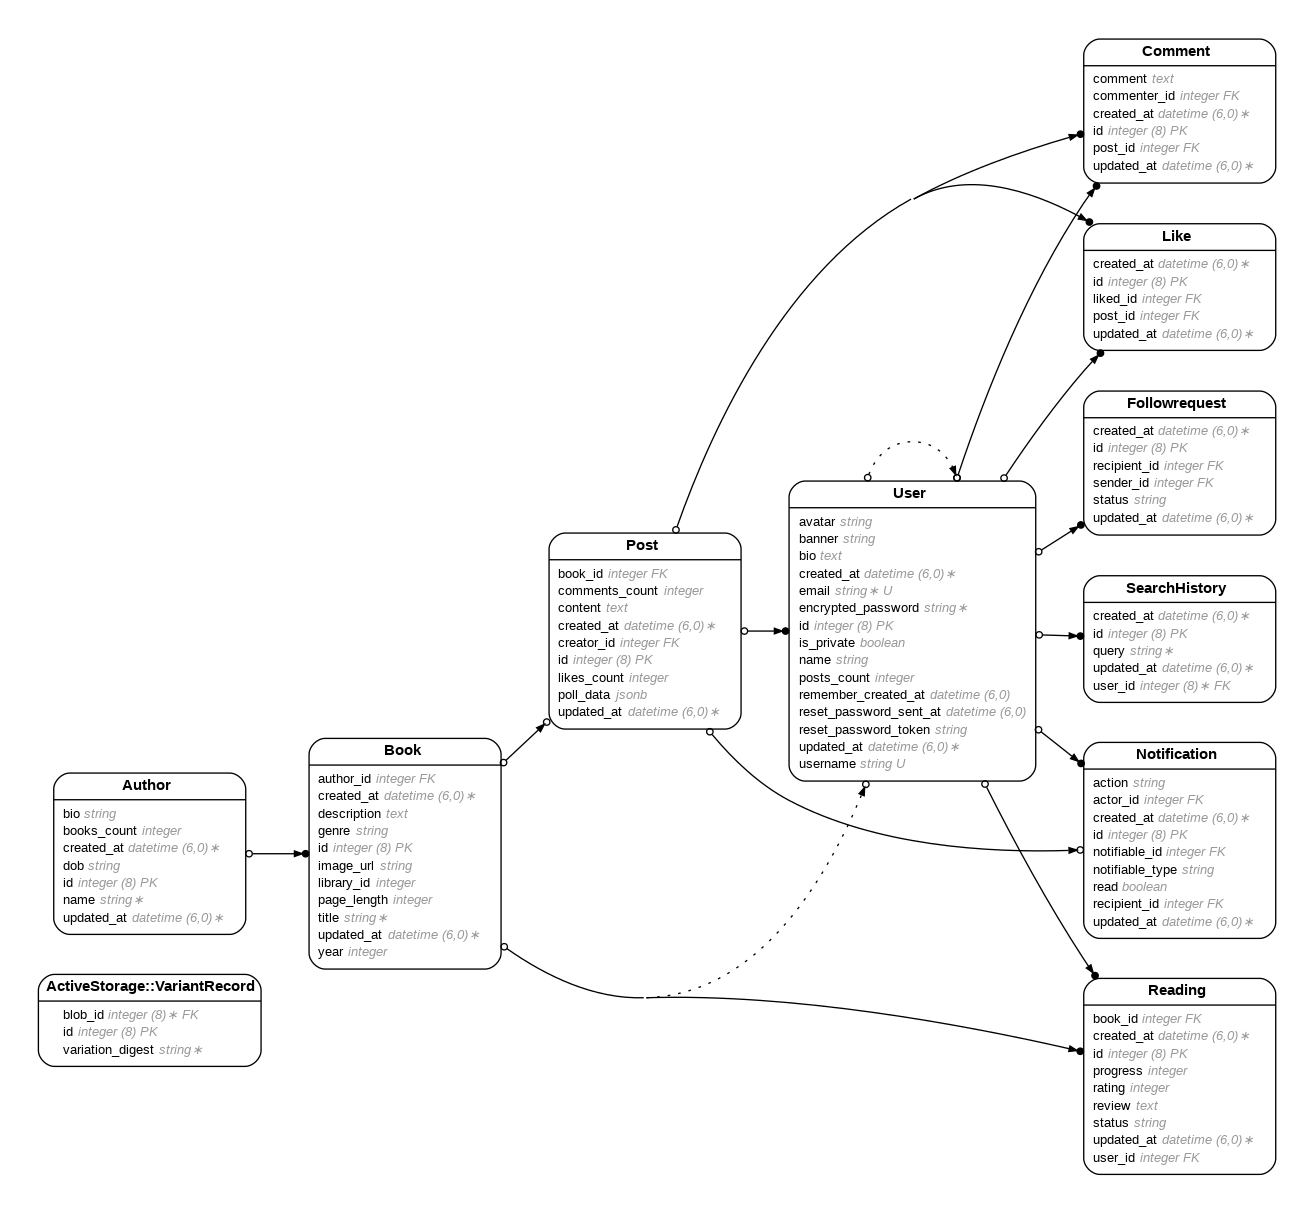 Comment
comment text
commenter_id integer FK
created_at datetime (6,0)∗
id integer (8) PK
post_id integer FK
updated_at datetime (6,0)∗
Like
created_at datetime (6,0)∗
id integer (8) PK
liked_id integer FK
post_id integer FK
updated_at datetime (6,0)∗
Followrequest
created_at datetime (6,0)∗
id integer (8) PK
recipient_id integer FK
sender_id integer FK
status string
updated_at datetime (6,0)∗
User
avatar string
banner string
bio text
created_at datetime (6,0)∗
email string∗ U
encrypted_password string∗
id integer (8) PK
is_private boolean
name string
posts_count integer
remember_created_at datetime (6,0)
reset_password_sent_at datetime (6,0)
reset_password_token string
updated_at datetime (6,0)∗
username string U
Post
book_id integer FK
comments_count integer
content text
created_at datetime (6,0)∗
creator_id integer FK
id integer (8) PK
likes_count integer
poll_data jsonb
updated_at datetime (6,0)∗
SearchHistory
created_at datetime (6,0)∗
id integer (8) PK
query string∗
updated_at datetime (6,0)∗
user_id integer (8)∗ FK
Book
author_id integer FK
created_at datetime (6,0)∗
description text
genre string
id integer (8) PK
image_url string
library_id integer
page_length integer
title string∗
updated_at datetime (6,0)∗
year integer
Notification
action string
actor_id integer FK
created_at datetime (6,0)∗
id integer (8) PK
notifiable_id integer FK
notifiable_type string
read boolean
recipient_id integer FK
updated_at datetime (6,0)∗
Author
bio string
books_count integer
created_at datetime (6,0)∗
dob string
id integer (8) PK
name string∗
updated_at datetime (6,0)∗
ActiveStorage::VariantRecord
blob_id integer (8)∗ FK
id integer (8) PK
variation_digest string∗
Reading
book_id integer FK
created_at datetime (6,0)∗
id integer (8) PK
progress integer
rating integer
review text
status string
updated_at datetime (6,0)∗
user_id integer FK